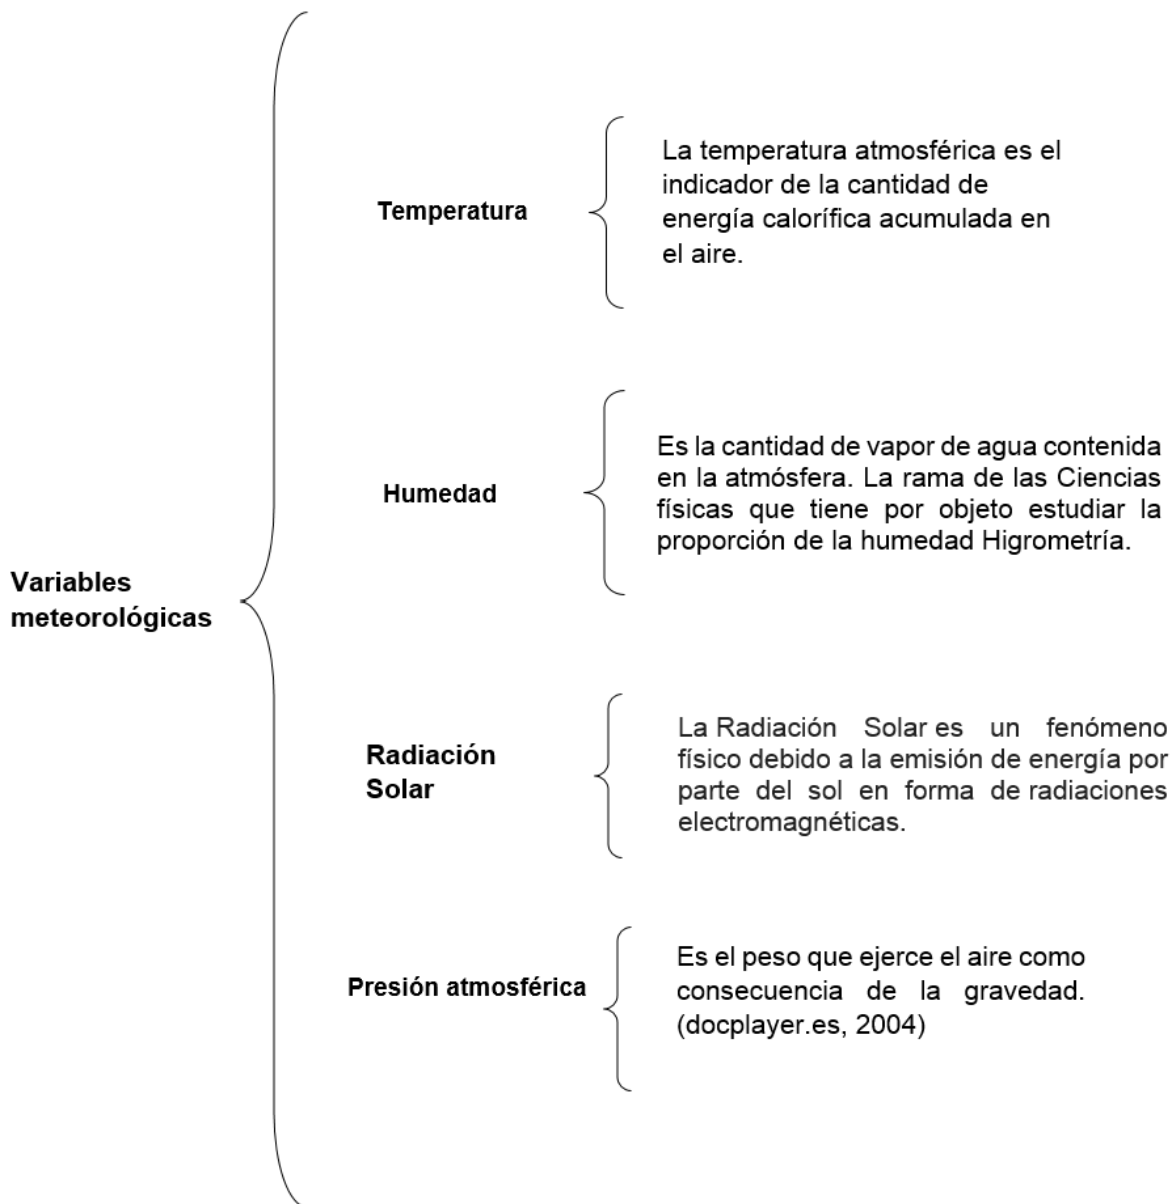 Variables
meteorológicas
Temperatura
La temperatura atmosférica es el
indicador de la cantidad de
energía calorífica acumulada en
el aire.
Humedad
Es la cantidad de vapor de agua contenida
en la atmósfera. La rama de las Ciencias
físicas que tiene por objeto estudiar la
proporción de la humedad Higrometría.
Radiación
Solar
La Radiación Solar es un fenómeno
físico debido a la emisión de energía por
parte del sol en forma de radiaciones
electromagnéticas.
Presión atmosférica
Es el peso que ejerce el aire como
consecuencia de la gravedad.
(docplayer.es, 2004)